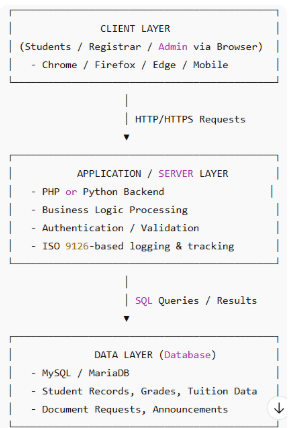 CLIENT LAYER
(Students / Registrar / Admin via Browser)
- Chrome / Firefox / Edge / Mobile
HTTP/HTTPS Requests
APPLICATION / SERVER LAYER
- PHP or Python Backend
- Business Logic Processing
- Authentication / Validation
- ISO 9126-based logging & tracking
SQL Queries / Results
DATA LAYER (Database)
- MySQL / MariaDB
- Student Records, Grades, Tuition Data
- Document Requests, Announcements